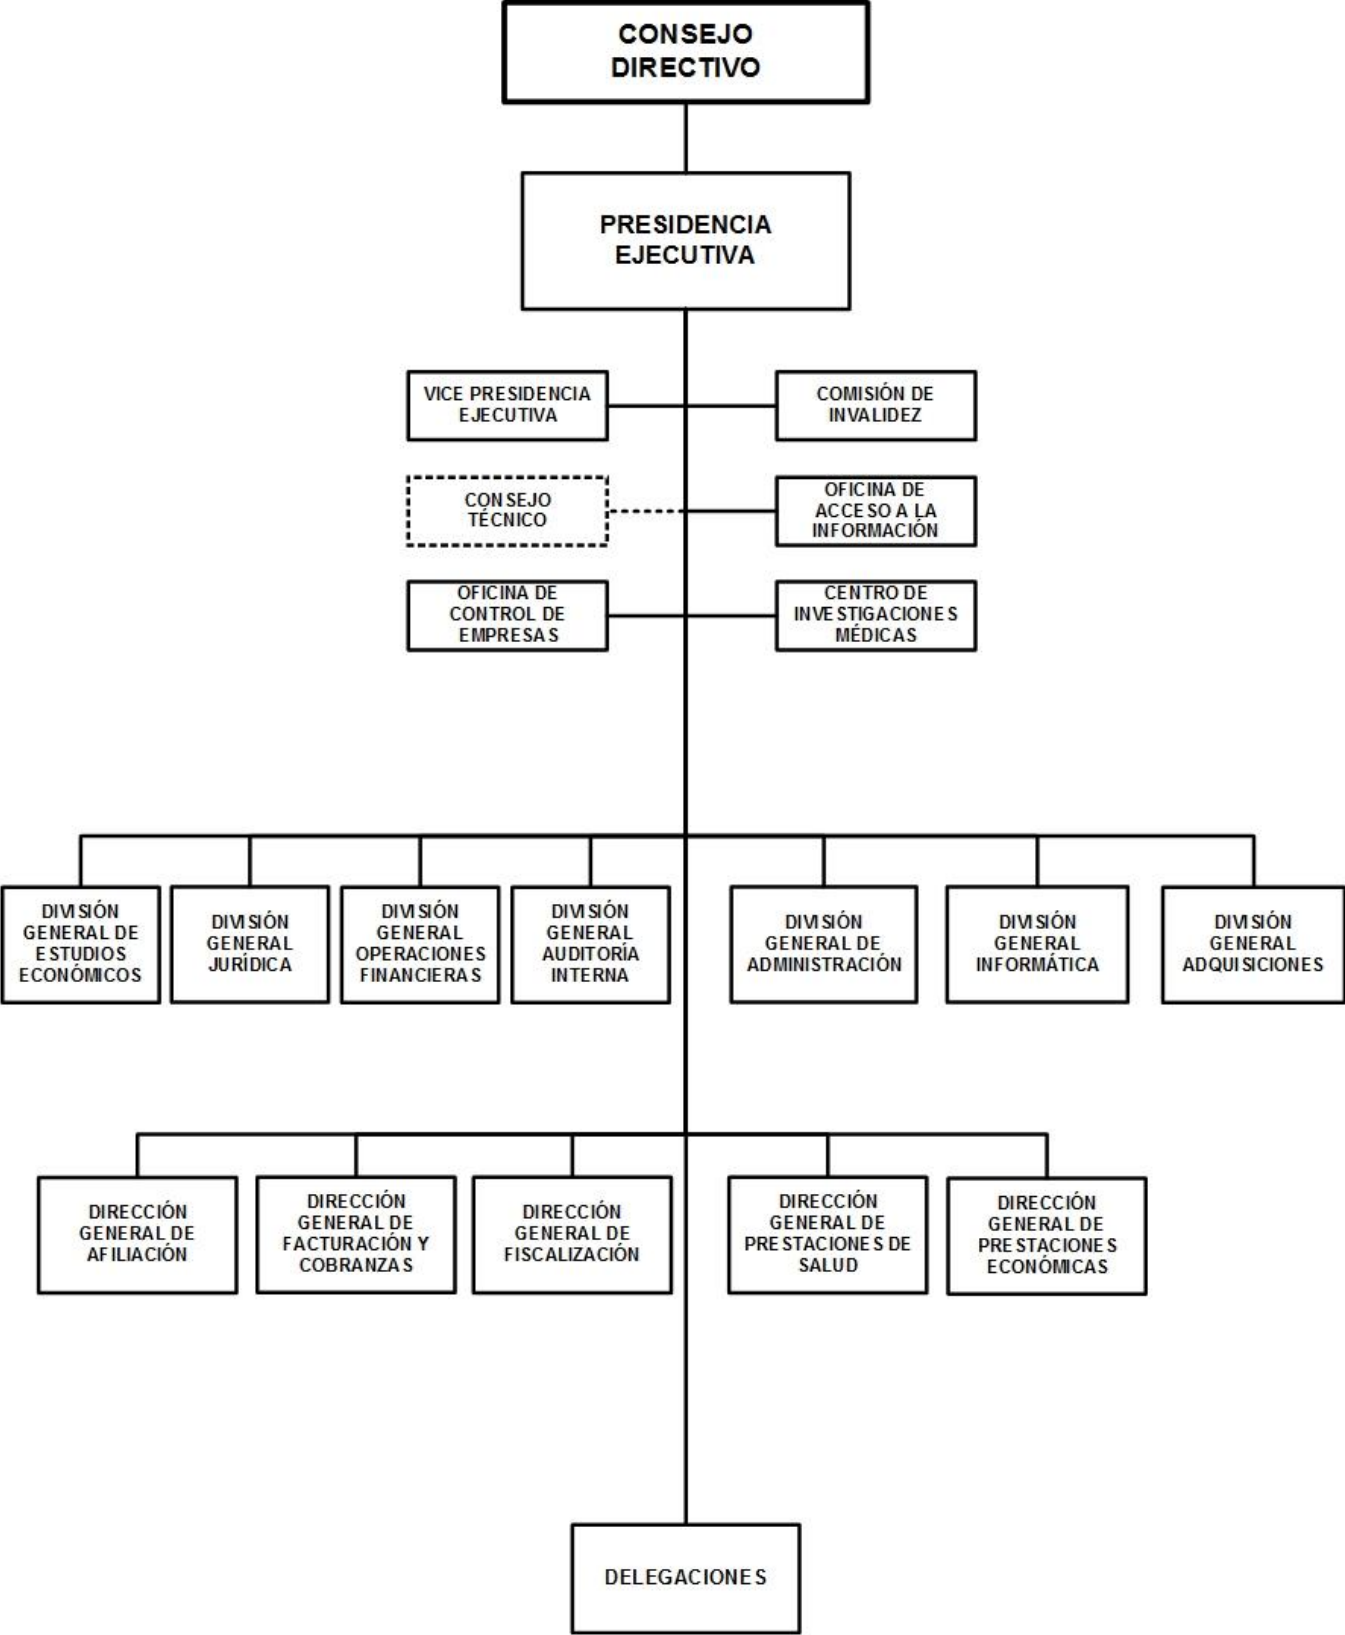 CONSEJO
DIRECTIVO
PRESIDENCIA
EJECUTIVA
VICE PRESIDENCIA
EJECUTIVA
COMISIÓN DE
INVALIDEZ
CONSEJO
TÉCNICO
OFICINA DE
ACCESO A LA
INFORMACIÓN
OFICINA DE
CONTROL DE
EMPRESAS
CENTRO DE
INVESTIGACIONES
MÉDICAS
DIVISIÓN
GENERAL DE
ESTUDIOS
ECONÓMICOS
DIVISIÓN
GENERAL
JURÍDICA
DIVISIÓN
GENERAL
OPERACIONES
FINANCIERAS
DIVISIÓN
GENERAL
AUDITORÍA
INTERNA
DIVISIÓN
GENERAL DE
ADMINISTRACIÓN
DIVISIÓN
GENERAL
INFORMÁTICA
DIVISIÓN
GENERAL
ADQUISICIONES
DIRECCIÓN
GENERAL DE
AFILIACIÓN
DIRECCIÓN
GENERAL DE
FACTURACIÓN Y
COBRANZAS
DIRECCIÓN
GENERAL DE
FISCALIZACIÓN
DIRECCIÓN
GENERAL DE
PRESTACIONES DE
SALUD
DIRECCIÓN
GENERAL DE
PRESTACIONES
ECONÓMICAS
DELEGACIONES